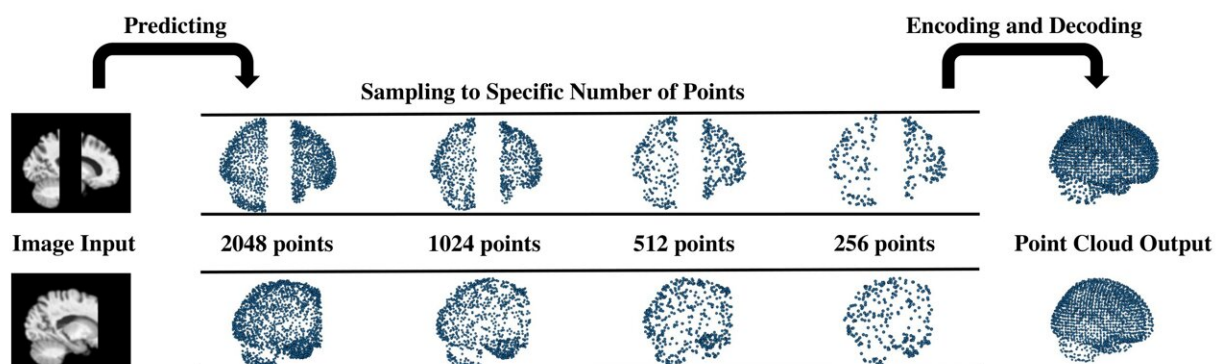 Predicting
Encoding and Decoding
Sampling to Specific Number of Points
Image Input
2048 points
1024 points
512 points
256 points
Point Cloud Output